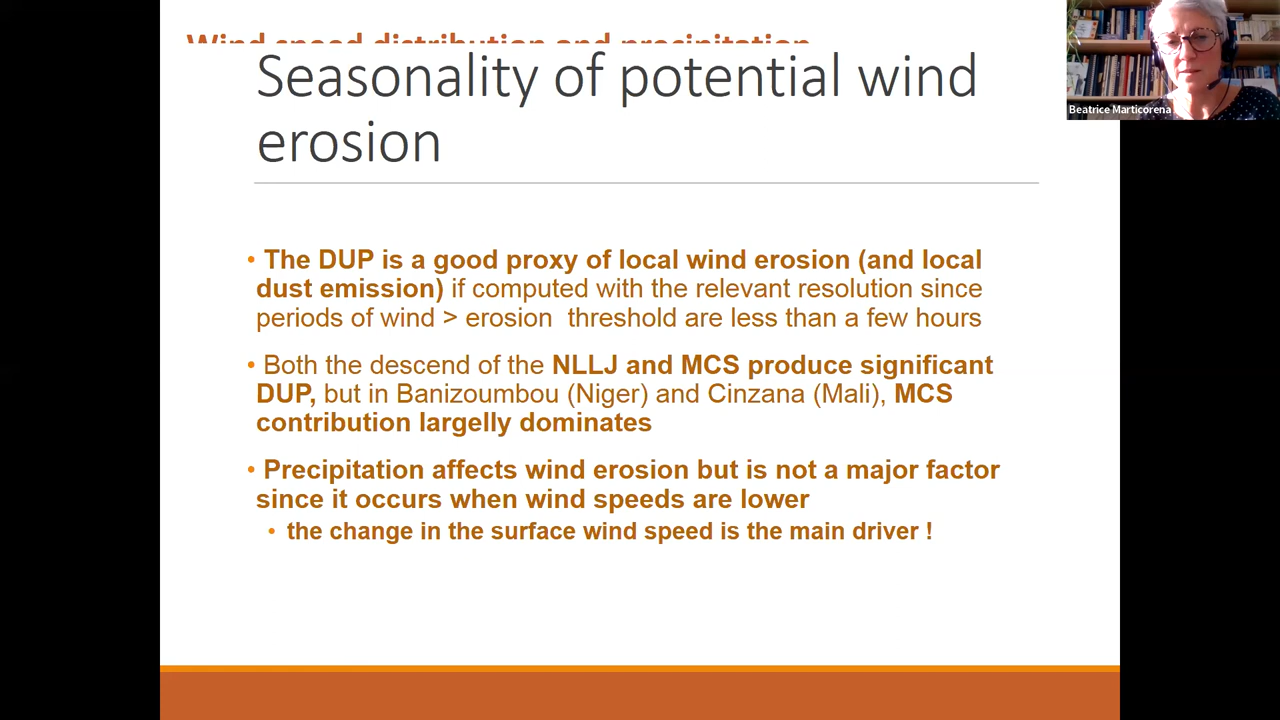 Wind speed distribution and precipitation
Seasonality of potential wind
erosion
• The DUP is a good proxy of local wind erosion (and local
dust emission) if computed with the relevant resolution since
periods of wind > erosion threshold are less than a few hours
• Both the descend of the NLLJ and MCS produce significant
DUP, but in Banizoumbou (Niger) and Cinzana (Mali), MCS
contribution largelly dominates
• Precipitation affects wind erosion but is not a major factor
since it occurs when wind speeds are lower
• the change in the surface wind speed is the main driver !
Beatrice Marticorena